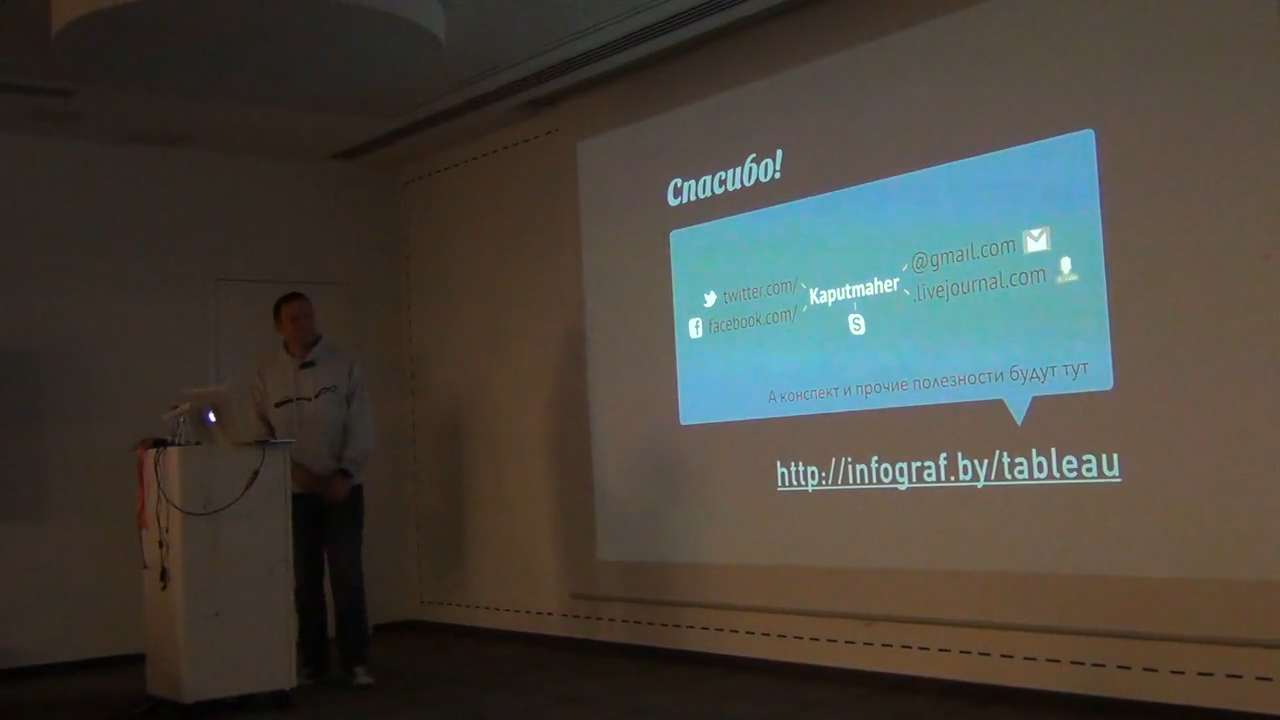 Спасибо!
twitter.com/
facebook.com/
Kaputmaher
@gmail.com
.livejournal.com
А конспект и прочие полезности будут тут
http://infograf.by/tableau